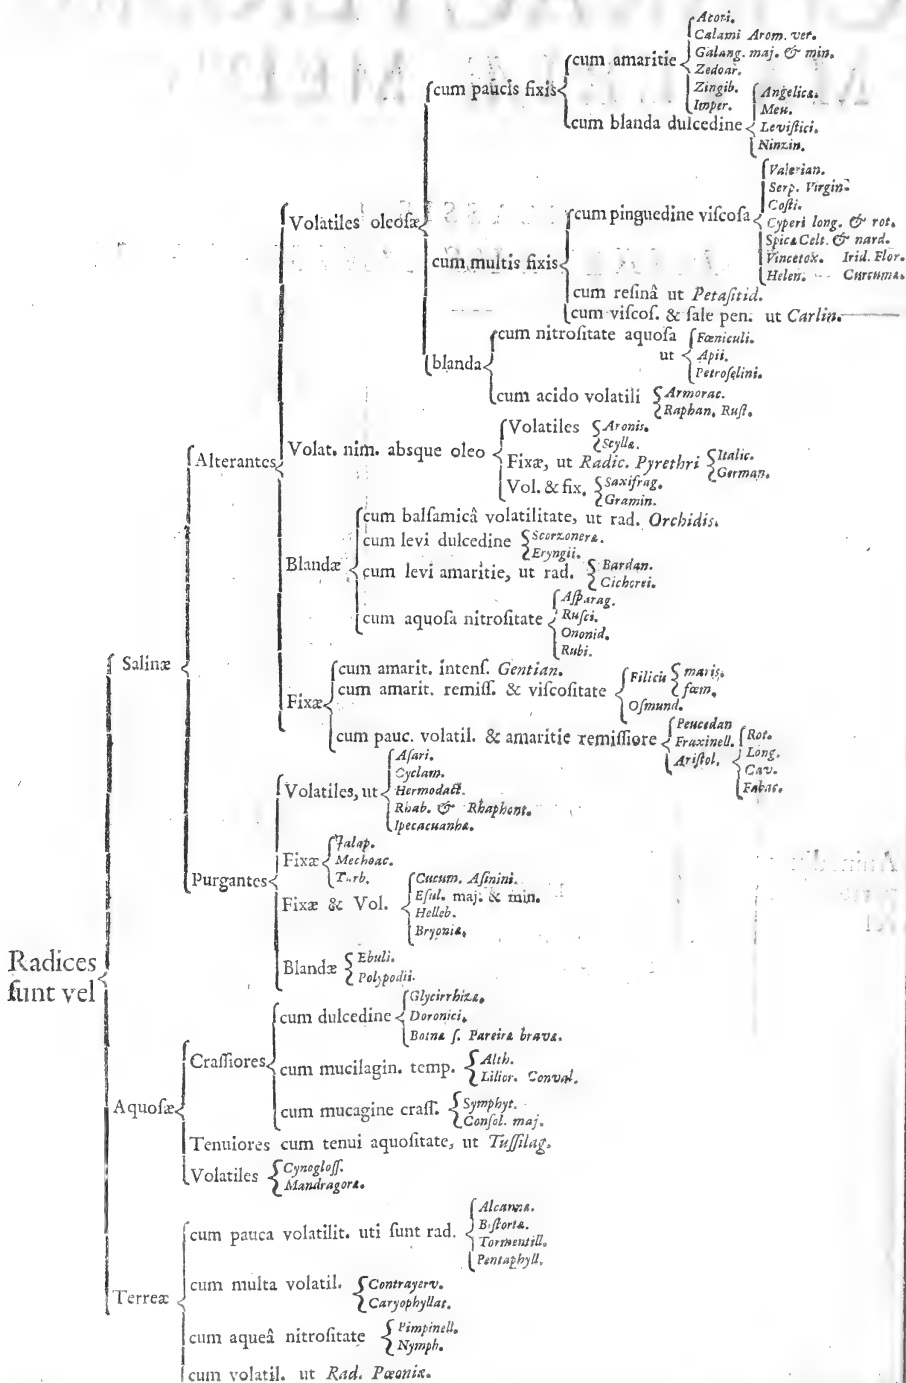 Acori.
Calami Arom. ver.
Galang. maj. & min.
cum amaritie
Zedoar.
Zingib.
Imper.
cum paucis fixis
Angelicæ.
Meu.
cum blanda dulcedine
Leviſtici.
Ninzin.
Valerian.
Serp. Virgin.
Coſti.
Volatiles oleoſæ
cum pinguedine viſcoſa
Cyperi long. & rot.
Spicæ Celt. & nard.
Vincetox. Irid. Flor.
cum multis fixis
Helen. Curcumæ.
cum reſinâ ut Petaſitid.
cum viſcoſ. & ſale pen. ut Carlin.
cum nitroſitate aquoſa
Fœniculi.
ut
Apii.
blanda
Petroſelini.
cum acido volatili
Armorac.
Raphan. Ruſt.
Volatiles
Aronis.
Scyllæ.
Volat. nim. absque oleo
Alterantes
Fixæ, ut Radic. Pyrethri
Italic.
German.
Vol. & fix.
Saxifrag.
Gramin.
cum balſamicâ volatilitate, ut rad. Orchidis.
cum levi dulcedine
Scorzoneræ.
Eryngii.
Blandæ
cum levi amaritie, ut rad.
Bardan.
Cichorei.
Aſparag.
cum aquoſa nitroſitate
Ruſci.
Ononid.
Rubi.
Salinæ
cum amarit. intenſ. Gentian.
cum amarit. remiſſ. & viſcoſitate
Filicis
maris.
fœm.
Fixæ
Oſmund.
Peucedan
cum pauc. volatil. & amaritie remiſſiore
Fraxinell.
Rot.
Ariſtol.
Long.
Cav.
Fabac.
Aſari.
Cyclam.
Volatiles, ut
Hermodact.
Rhab. & Rhapont.
Ipecacuanhæ.
Jalap.
Fixæ
Mechoac.
Turb.
Purgantes
Cucum. Aſinini.
Fixæ & Vol.
Eſul. maj. & min.
Helleb.
Bryoniæ.
Blandæ
Ebuli.
Polypodii.
Radices
ſunt vel
Glycirrhizæ.
cum dulcedine
Doronici.
Botnæ ſ. Pareiræ bravæ.
Craſſiores
cum mucilagin. temp.
Alth.
Lilior. Conval.
Aquoſæ
cum mucagine craſſ.
Symphyt.
Conſol. maj.
Tenuiores cum tenui aquoſitate, ut Tuſſilag.
Volatiles
Cynogloſſ.
Mandragoræ.
Alcannæ.
cum pauca volatilit. uti ſunt rad.
Biſtortæ.
Tormentill.
Pentaphyll.
Terreæ
cum multa volatil.
Contrayerv.
Caryophyllat.
cum aqueâ nitroſitate
Pimpinell.
Nymph.
cum volatil. ut Rad. Pœoniæ.